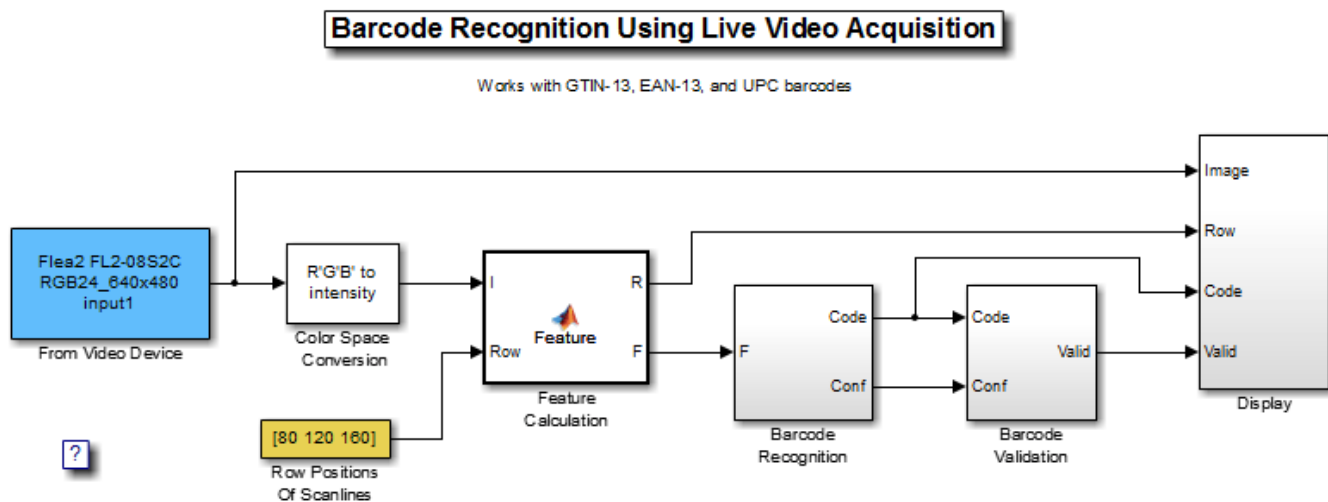 Barcode Recognition Using Live Video Acquisition
Works with GTIN-13, EAN-13, and UPC barcodes
Flea2 FL2-08S2C
RGB24_640x480
input1
From Video Device
R'G'B' to
intensity
Color Space
Conversion
[80 120 160]
Row Positions
Of Scanlines
?
I
Row
Feature
R
F
Feature
Calculation
F
Code
Conf
Barcode
Recognition
Code
Conf
Valid
Barcode
Validation
Image
Row
Code
Valid
Display